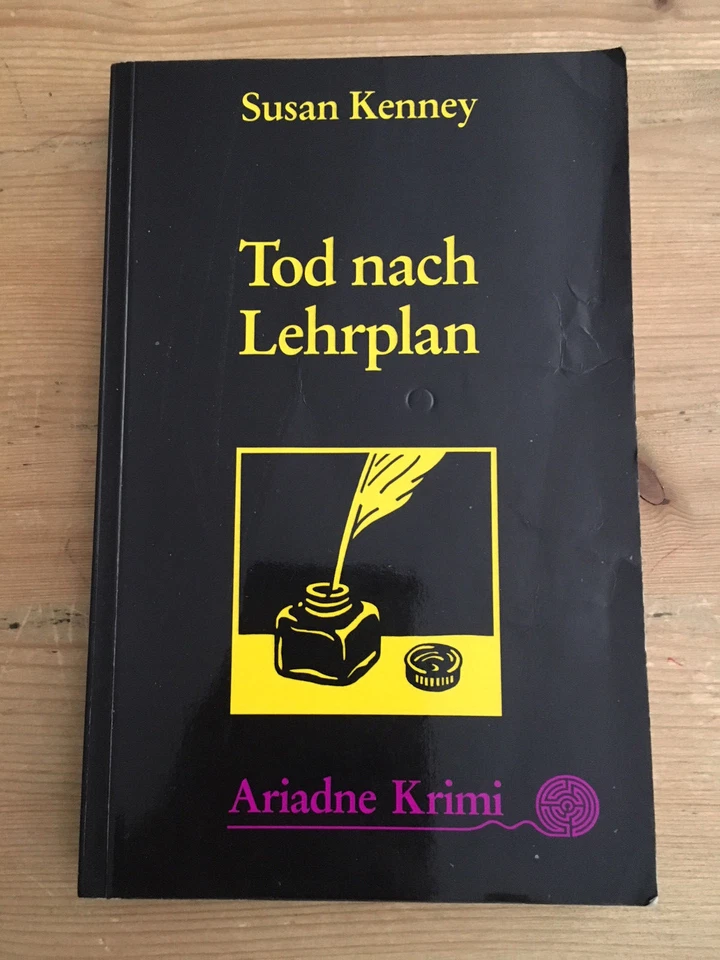 Susan Kenney
Tod nach
Lehrplan
Ariadne Krimi